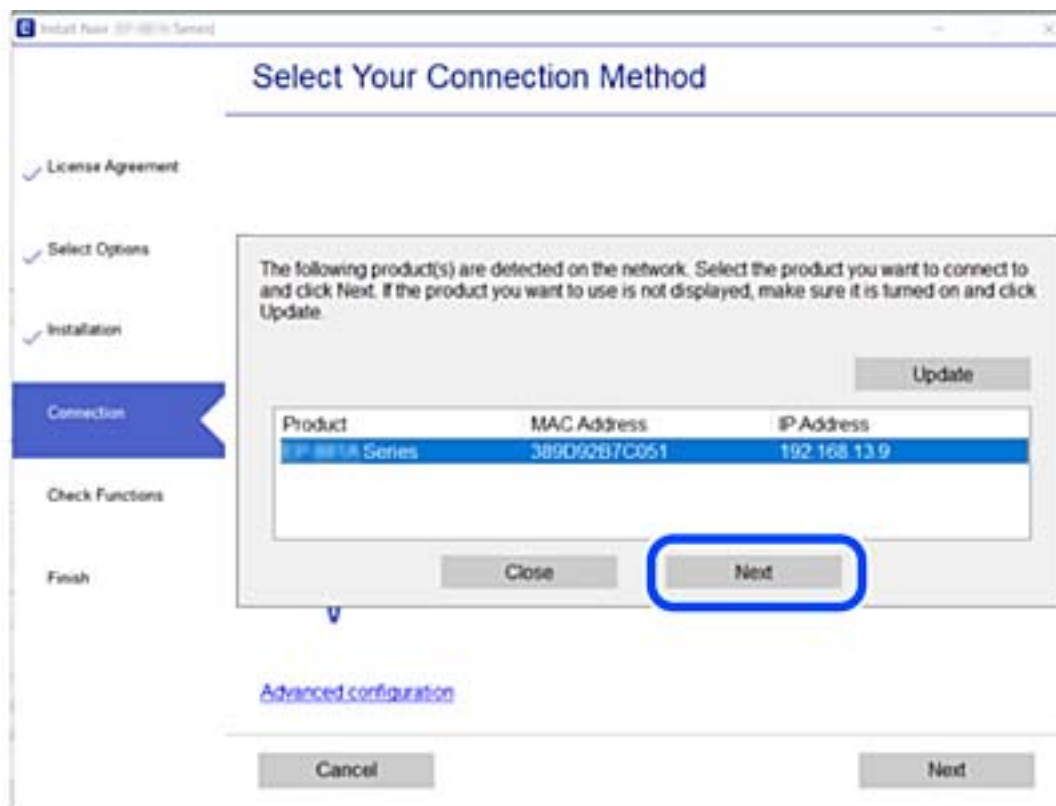 Install Navi
Series]
Select Your Connection Method
License Agreement
Select Options
Installation
Connection
Check Functions
Finish
The following product(s) are detected on the network. Select the product you want to connect to
and click Next. If the product you want to use is not displayed, make sure it is turned on and click
Update.
Update
Product MAC Address IP Address
Series 389D92B7C051 192.168.13.9
Close Next
Advanced configuration
Cancel Next